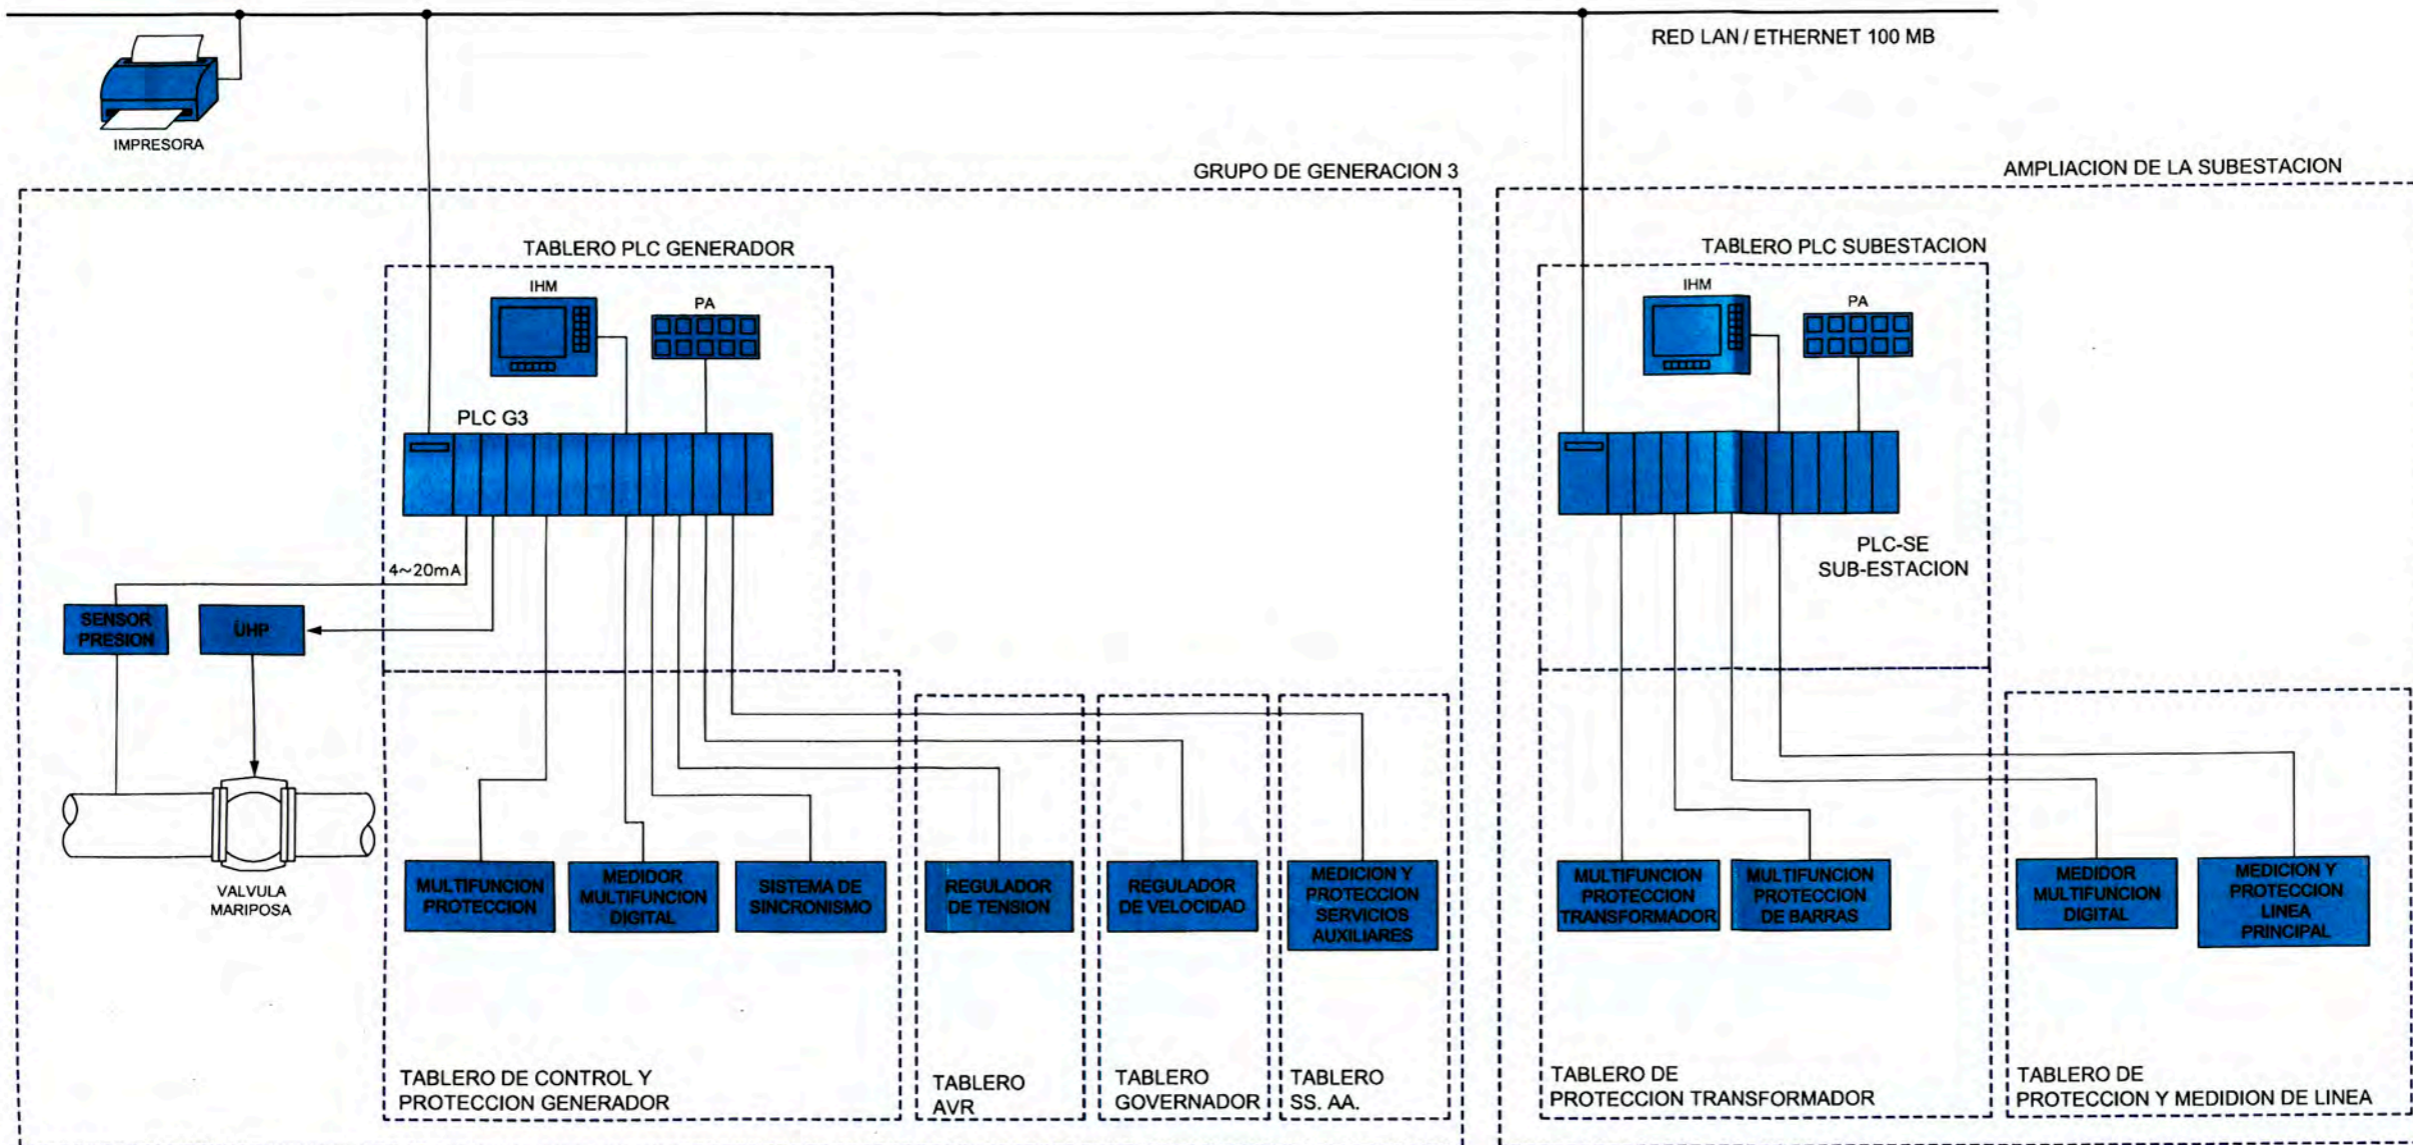 RED LAN / ETHERNET 100 MB
IMPRESORA
GRUPO DE GENERACION 3
AMPLIACION DE LA SUBESTACION
TABLERO PLC GENERADOR
IHM
PA
PLC G3
4~20mA
SENSOR
PRESION
UHP
VALVULA
MARIPOSA
MULTIFUNCION
PROTECCION
MEDIDOR
MULTIFUNCION
DIGITAL
SISTEMA DE
SINCRONISMO
REGULADOR
DE TENSION
REGULADOR
DE VELOCIDAD
MEDICION Y
PROTECCION
SERVICIOS
AUXILIARES
TABLERO DE CONTROL Y
PROTECCION GENERADOR
TABLERO
AVR
TABLERO
GOVERNADOR
TABLERO
SS. AA.
TABLERO PLC SUBESTACION
IHM
PA
PLC-SE
SUB-ESTACION
MULTIFUNCION
PROTECCION
TRANSFORMADOR
MULTIFUNCION
PROTECCION
DE BARRAS
MEDIDOR
MULTIFUNCION
DIGITAL
MEDICION Y
PROTECCION
LINEA
PRINCIPAL
TABLERO DE
PROTECCION TRANSFORMADOR
TABLERO DE
PROTECCION Y MEDIDION DE LINEA